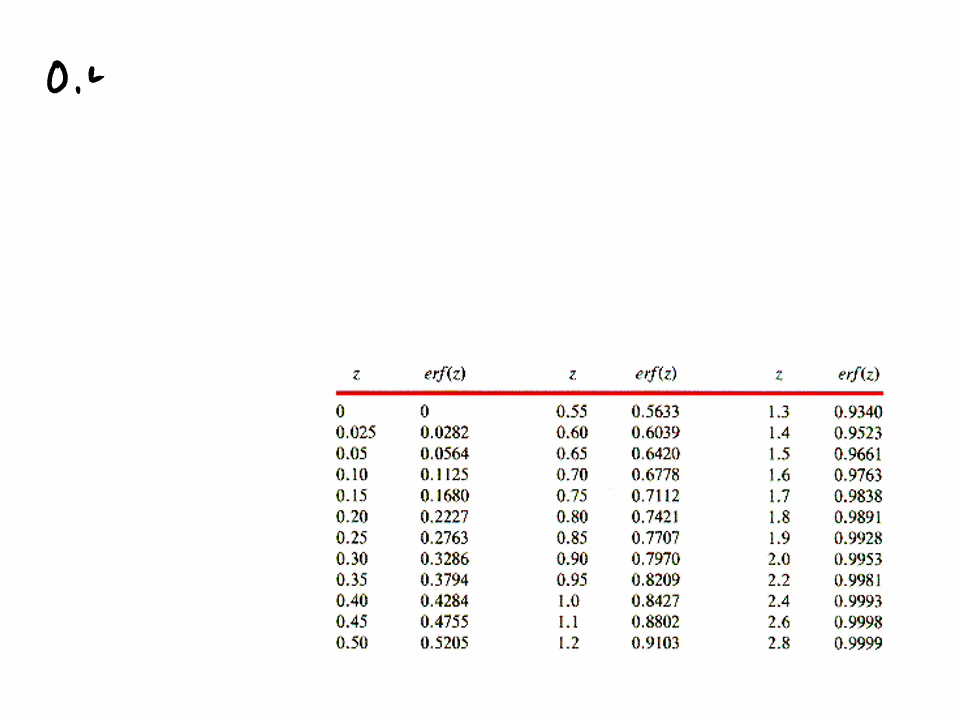 0.
z erf(z) z erf(z) z erf(z)
0 0 0.55 0.5633 1.3 0.9340
0.025 0.0282 0.60 0.6039 1.4 0.9523
0.05 0.0564 0.65 0.6420 1.5 0.9661
0.10 0.1125 0.70 0.6778 1.6 0.9763
0.15 0.1680 0.75 0.7112 1.7 0.9838
0.20 0.2227 0.80 0.7421 1.8 0.9891
0.25 0.2763 0.85 0.7707 1.9 0.9928
0.30 0.3286 0.90 0.7970 2.0 0.9953
0.35 0.3794 0.95 0.8209 2.2 0.9981
0.40 0.4284 1.0 0.8427 2.4 0.9993
0.45 0.4755 1.1 0.8802 2.6 0.9998
0.50 0.5205 1.2 0.9103 2.8 0.9999